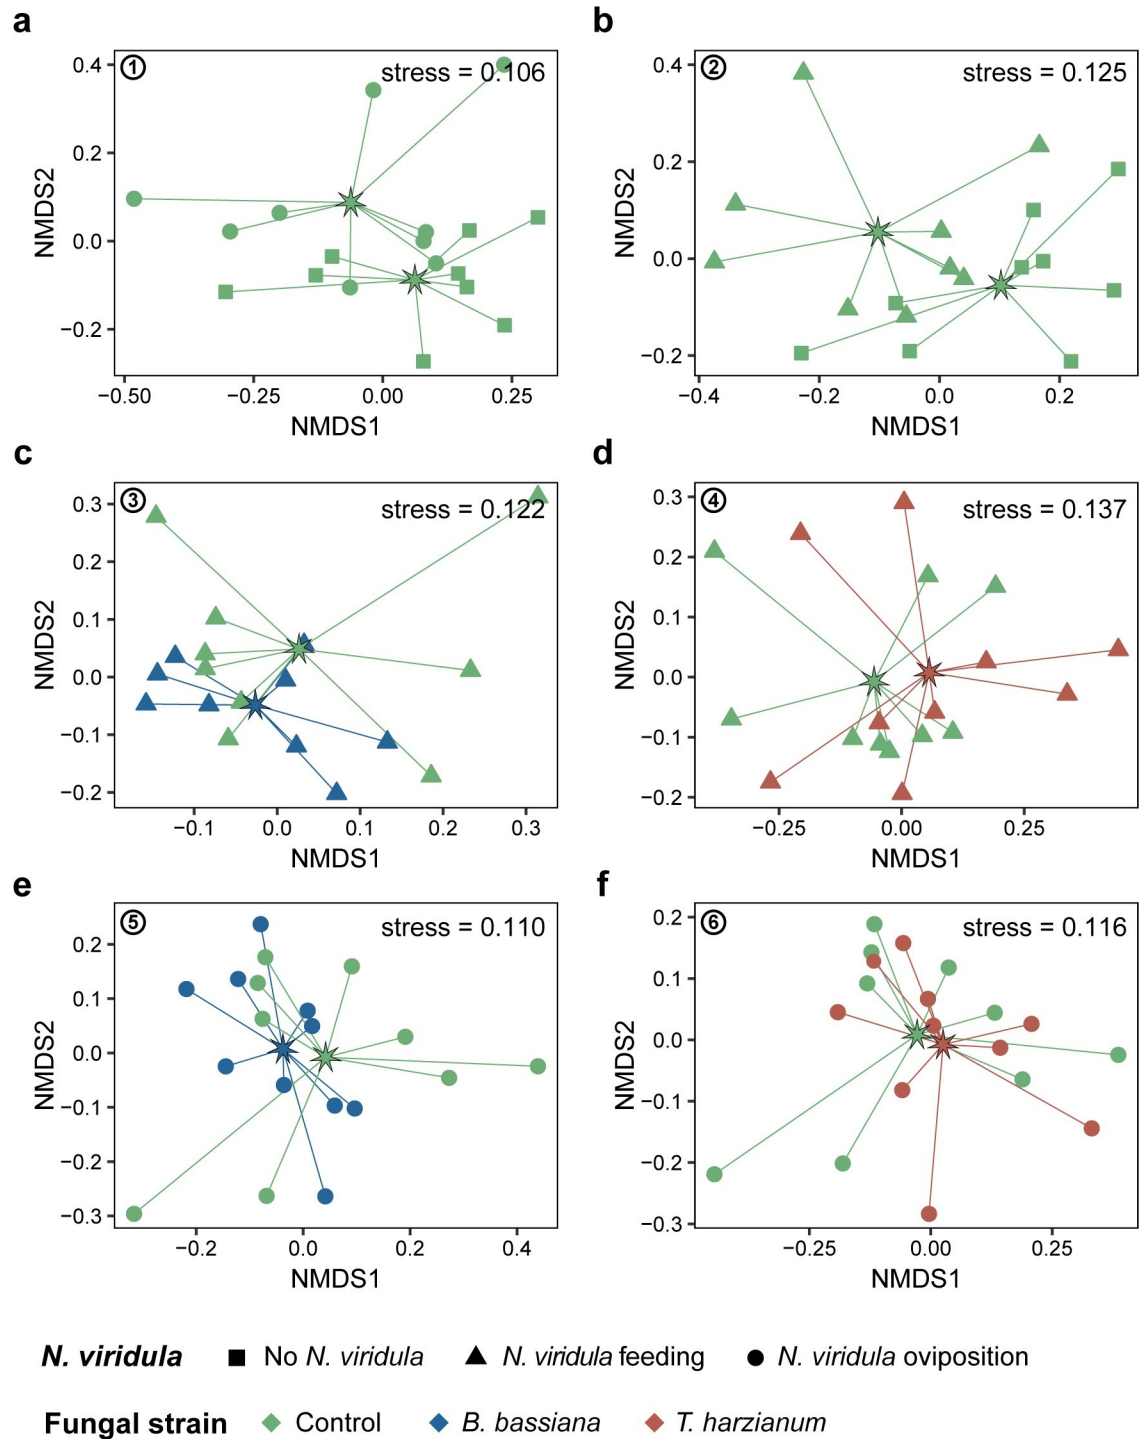 a
b
① stress = 0.106
② stress = 0.125
NMDS2
0.4
0.2
0.0
−0.2
NMDS2
0.4
0.2
0.0
−0.2
−0.50 −0.25 0.00 0.25
−0.4 −0.2 0.0 0.2
NMDS1
NMDS1
c
d
③ stress = 0.122
④ stress = 0.137
NMDS2
0.3
0.2
0.1
0.0
−0.1
−0.2
NMDS2
0.3
0.2
0.1
0.0
−0.1
−0.2
−0.1 0.0 0.1 0.2 0.3
−0.25 0.00 0.25
NMDS1
NMDS1
e
f
⑤ stress = 0.110
⑥ stress = 0.116
NMDS2
0.2
0.1
0.0
−0.1
−0.2
−0.3
NMDS2
0.2
0.1
0.0
−0.1
−0.2
−0.3
−0.2 0.0 0.2 0.4
−0.25 0.00 0.25
NMDS1
NMDS1
N. viridula No N. viridula N. viridula feeding N. viridula oviposition
Fungal strain Control B. bassiana T. harzianum